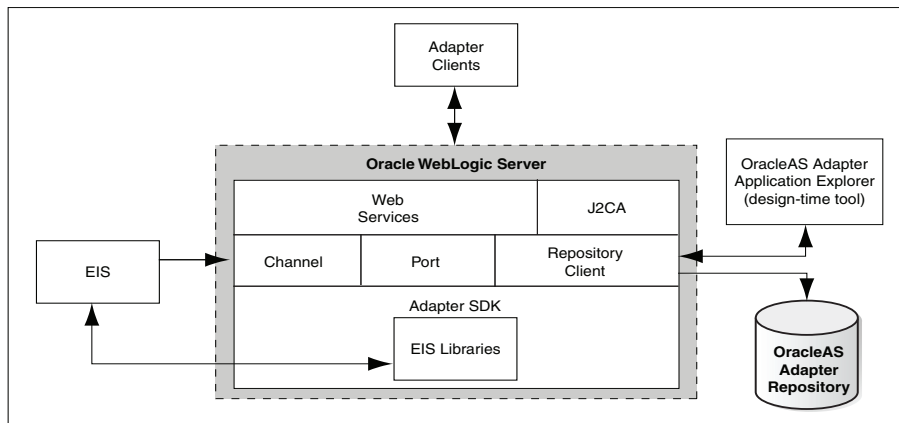 Adapter
Clients
Oracle WebLogic Server
Web
Services
J2CA
OracleAS Adapter
Application Explorer
(design-time tool)
EIS
Channel
Port
Repository
Client
Adapter SDK
EIS Libraries
OracleAS
Adapter
Repository